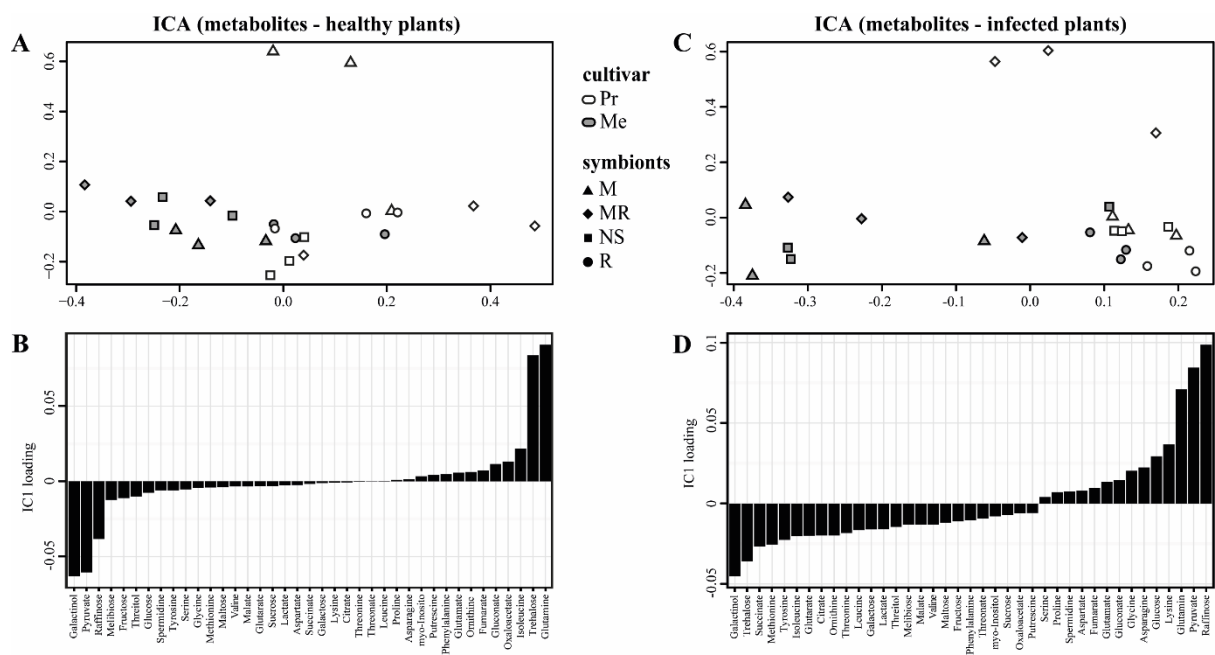 ICA (metabolites - healthy plants)
A
0.6
0.4
0.2
0.0
−0.2
−0.4
−0.2
0.0
0.2
0.4
cultivar
Pr
Me
symbionts
M
MR
NS
R
ICA (metabolites - infected plants)
C
0.6
0.4
0.2
0.0
-0.2
-0.4
-0.3
-0.2
-0.1
0.0
0.1
0.2
B
IC1 loading
0.05
0
-0.05
Galactinol
Pyruvate
Raffinose
Melibiose
Fructose
Threitol
Glucose
Spermidine
Tyrosine
Serine
Glycine
Methionine
Maltose
Valine
Malate
Glutarate
Sucrose
Lactate
Aspartate
Succinate
Galactose
Lysine
Citrate
Threonine
Threonate
Leucine
Proline
Asparagine
myo-Inosito
Putrescine
Phenylalanine
Glutamate
Ornithinc
Fumarate
Gluconate
Oxaloacetate
Isoleucine
Trehalose
Glutamine
D
IC1 loading
0.1
0.05
0
-0.05
Galactinol
Trehalose
Succinate
Methionine
Tyrosine
Isoleucine
Glutarate
Citrate
Ornithine
Threonine
Leucine
Galactose
Lactate
Threitol
Melibiose
Malate
Valine
Maltose
Fructose
Phenylalanine
Threonate
myo-Inositol
Sucrose
Oxaloacetate
Putrescine
Serine
Proline
Spermidine
Aspartate
Fumarate
Glutamate
Gluconate
Glycine
Asparagine
Glucose
Lysine
Glutamin
Pyruvate
Raffinose